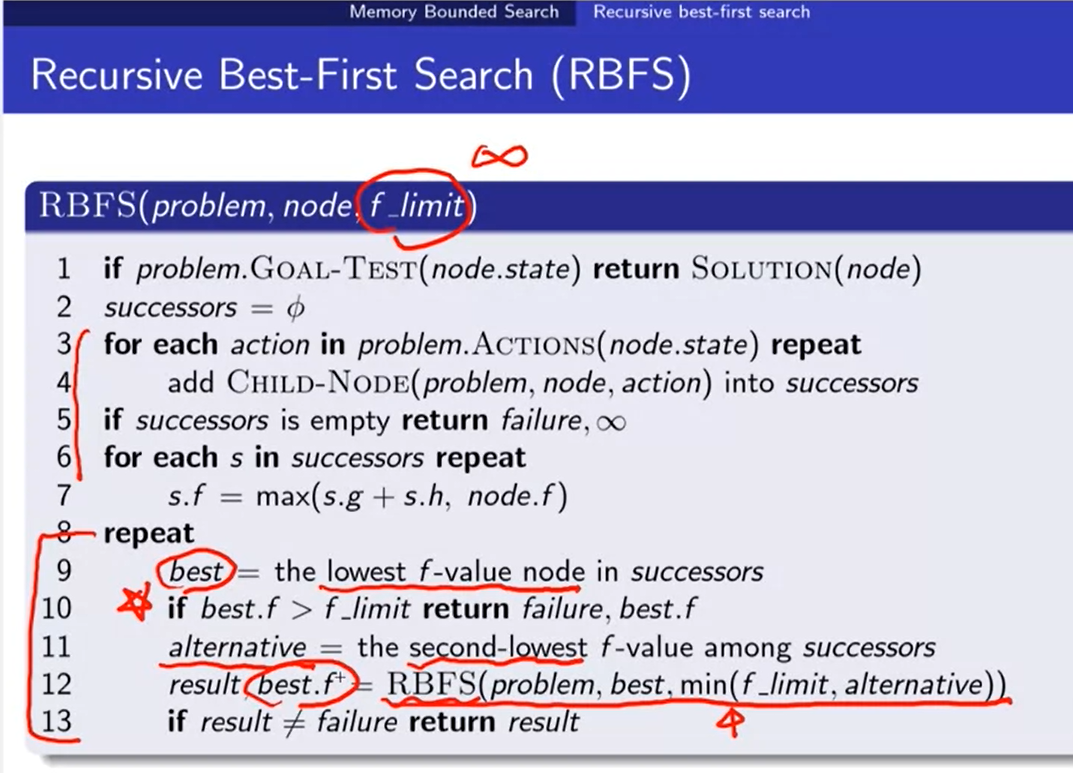 Memory Bounded Search Recursive best-first search
Recursive Best-First Search (RBFS)
∞
RBFS(problem, node, f_limit)
1 if problem.GOAL-TEST(node.state) return SOLUTION(node)
2 successors = ϕ
3 for each action in problem.ACTIONS(node.state) repeat
4 add CHILD-NODE(problem, node, action) into successors
5 if successors is empty return failure, ∞
6 for each s in successors repeat
7 s.f = max(s.g + s.h, node.f)
8 repeat
9 best = the lowest f-value node in successors
10 if best.f > f_limit return failure, best.f
11 alternative = the second-lowest f-value among successors
12 result, best.f⁺ = RBFS(problem, best, min(f_limit, alternative))
13 if result ≠ failure return result